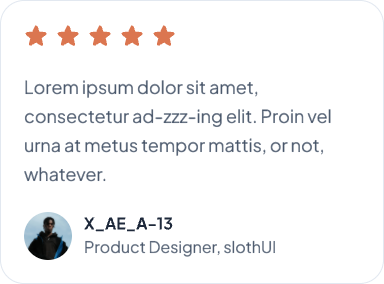 Lorem ipsum dolor sit amet,
consectetur ad-zzz-ing elit. Proin vel
urna at metus tempor mattis, or not,
whatever.
X_AE_A-13
Product Designer, slothUI